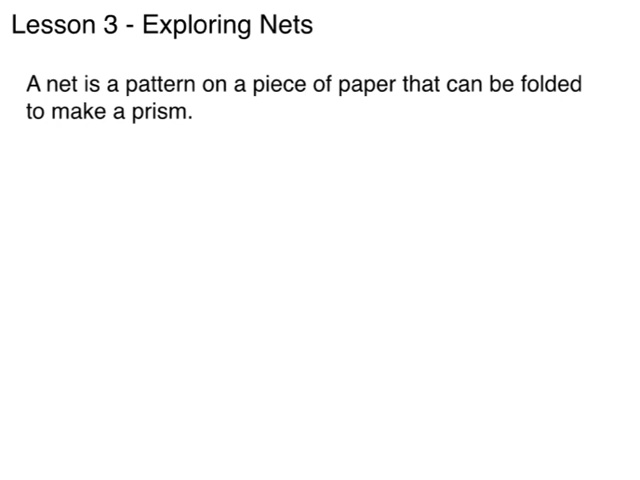 Lesson 3 - Exploring Nets
A net is a pattern on a piece of paper that can be folded
to make a prism.